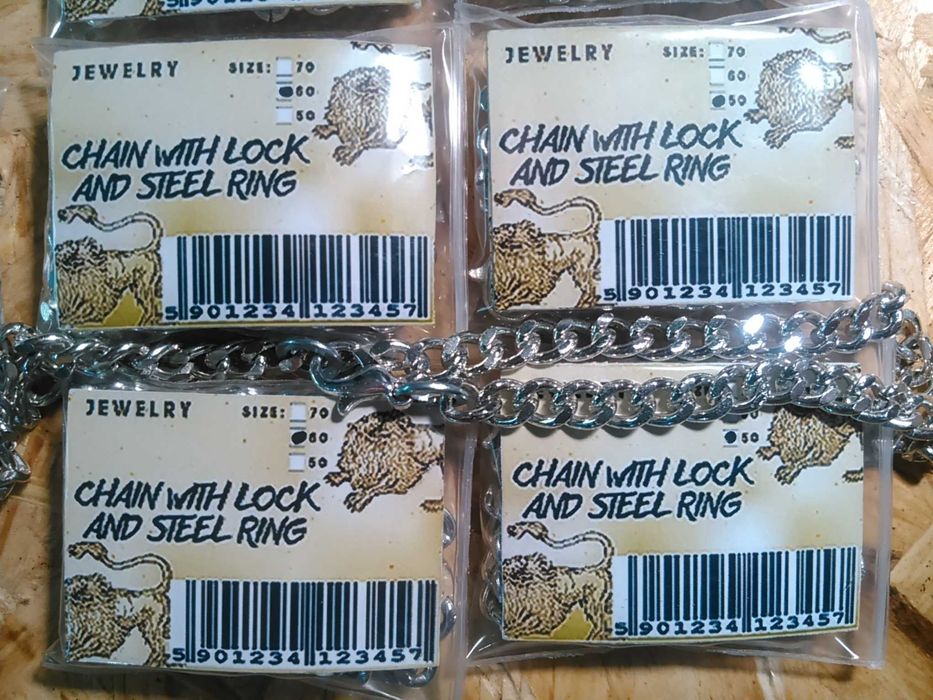 5901234
JEWELRY SIZE: 70
60
50
CHAIN WITH LOCK
AND STEEL RING
5 901234 123457
JEWELRY SIZE: 70
60
50
CHAIN WITH LOCK
AND STEEL RING
5 901234 123457
JEWELRY SIZE: 70
60
50
CHAIN WITH LOCK
AND STEEL RING
5 901234 123457
50
CHAIN WITH LOCK
AND STEEL RING
5 901234 123457